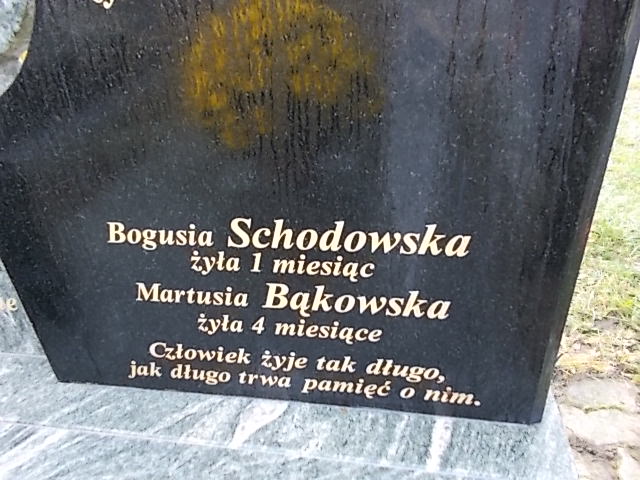 Bogusia Schodowska
żyła 1 miesiąc
Martusia Bąkowska
żyła 4 miesiące
Człowiek żyje tak długo,
jak długo trwa pamięć o nim.